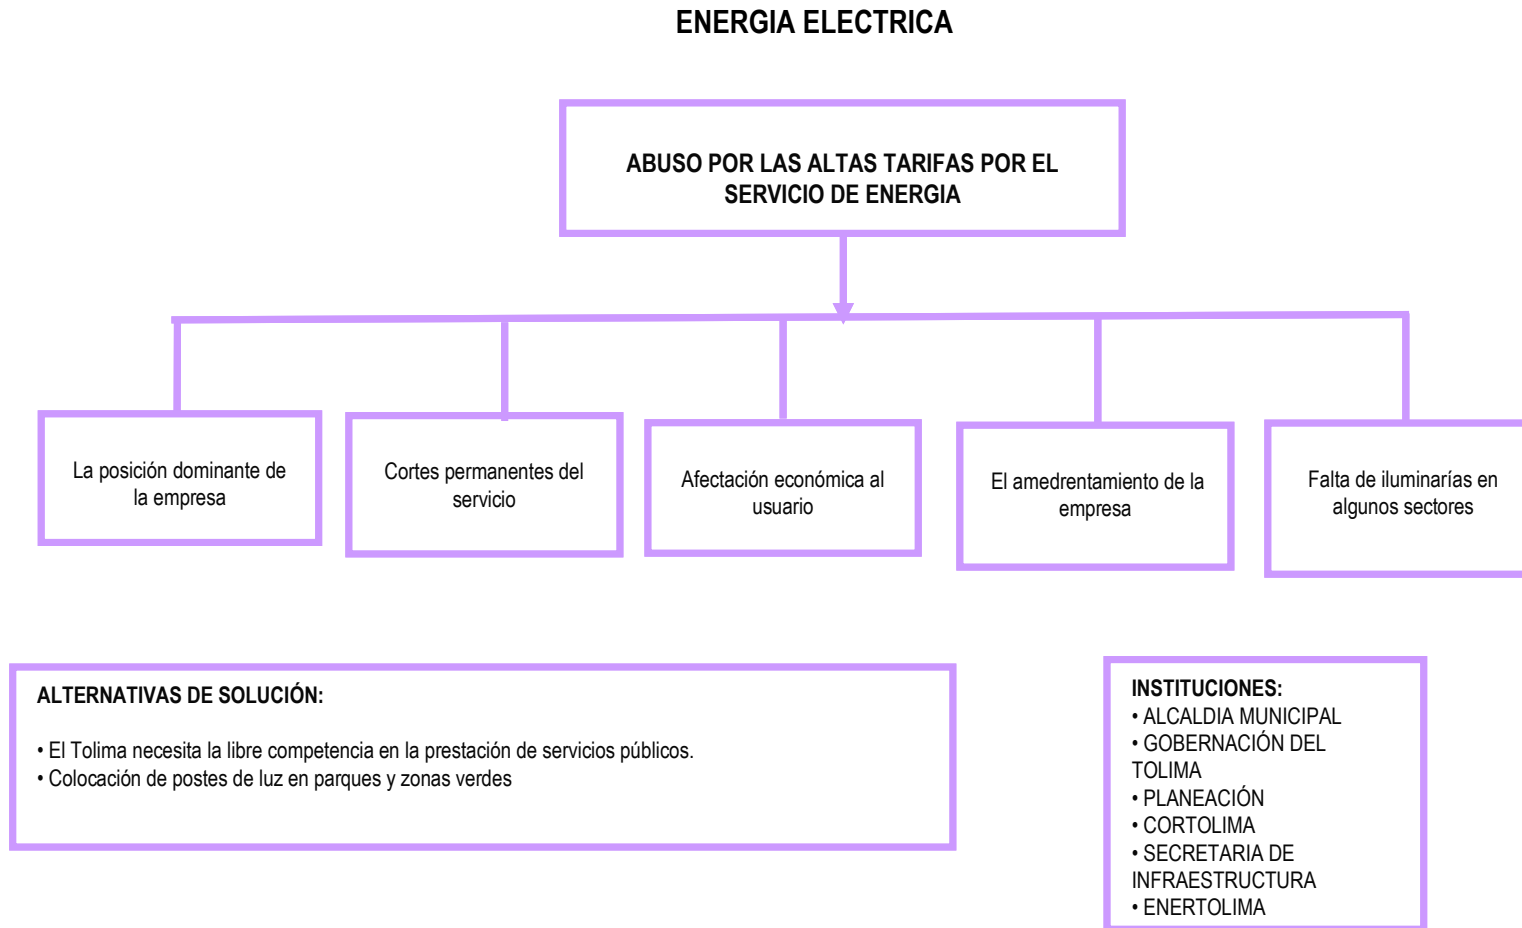 ENERGIA ELECTRICA
ABUSO POR LAS ALTAS TARIFAS POR EL
SERVICIO DE ENERGIA
La posición dominante de
la empresa
Cortes permanentes del
servicio
Afectación económica al
usuario
El amedrentamiento de la
empresa
Falta de iluminarías en
algunos sectores
ALTERNATIVAS DE SOLUCIÓN:
• El Tolima necesita la libre competencia en la prestación de servicios públicos.
• Colocación de postes de luz en parques y zonas verdes
INSTITUCIONES:
• ALCALDIA MUNICIPAL
• GOBERNACIÓN DEL
TOLIMA
• PLANEACIÓN
• CORTOLIMA
• SECRETARIA DE
INFRAESTRUCTURA
• ENERTOLIMA